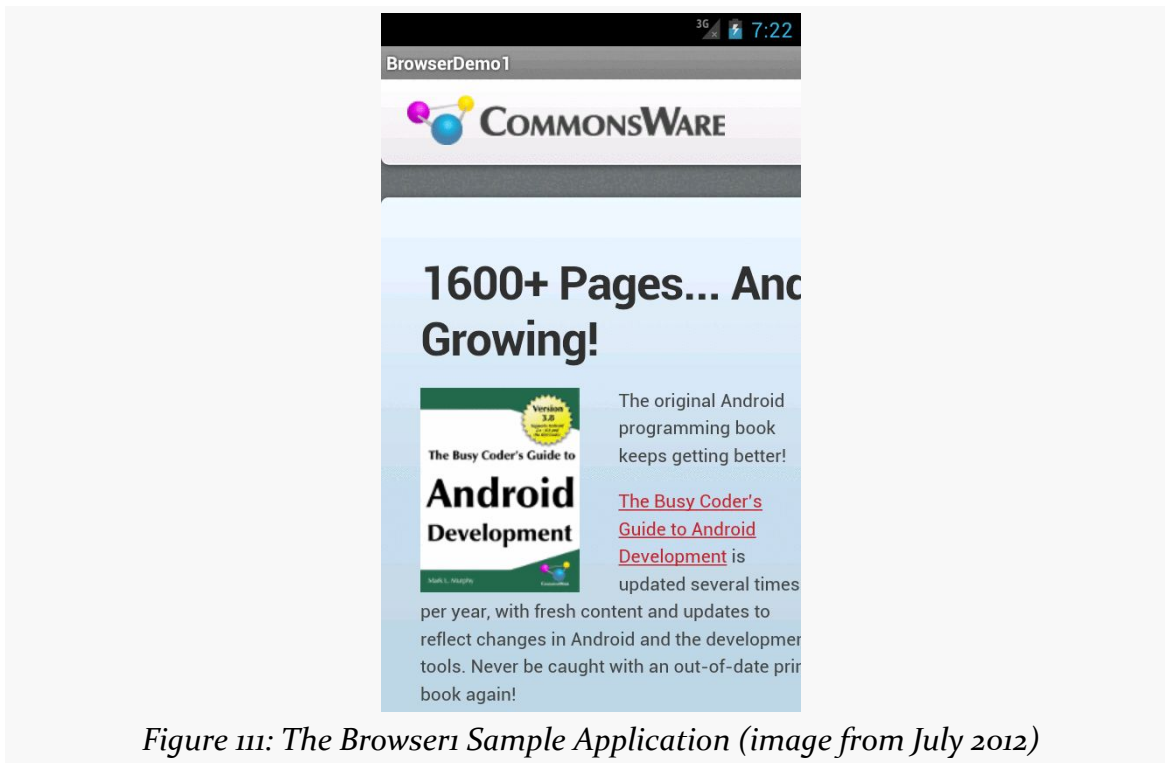 3G 7:22
BrowserDemo1
COMMONSWARE
1600+ Pages... And
Growing!
The original Android
programming book
keeps getting better!
Version
3.8
The Busy Coder's Guide to
Android
Development
Mark L. Murphy
CommonsWare
The Busy Coder's
Guide to Android
Development is
updated several times
per year, with fresh content and updates to
reflect changes in Android and the developmen
tools. Never be caught with an out-of-date prin
book again!
Figure 111: The Browser1 Sample Application (image from July 2012)